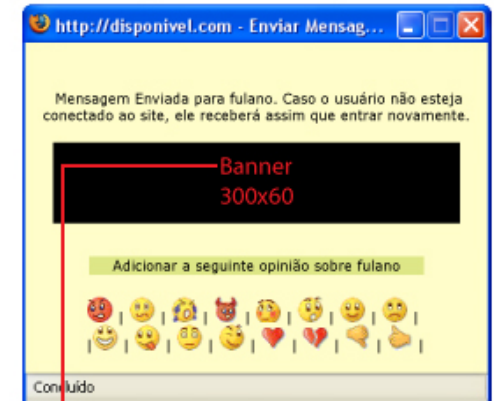 http://disponivel.com - Enviar Mensag...
Mensagem Enviada para fulano. Caso o usuário não esteja
conectado ao site, ele receberá assim que entrar novamente.
Banner
300x60
Adicionar a seguinte opinião sobre fulano
| | | | | | | |
| | | | | | | |
Concluído